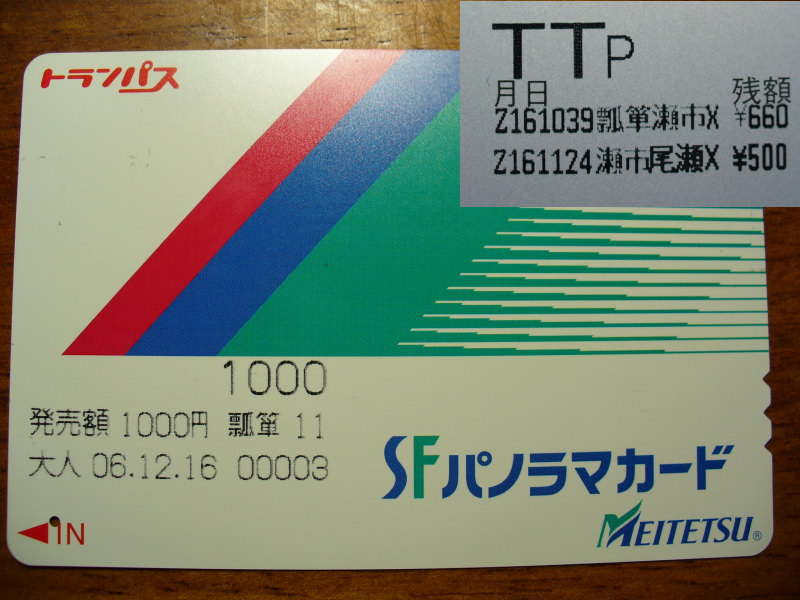 トランパス
TTP
月日 残額
Z161039瓢箪瀬市X ¥660
Z161124瀬市尾瀬X ¥500
1000
発売額 1000円 瓢箪 11
大人 06.12.16 00003
SFパノラマカード
MEITETSU®
IN